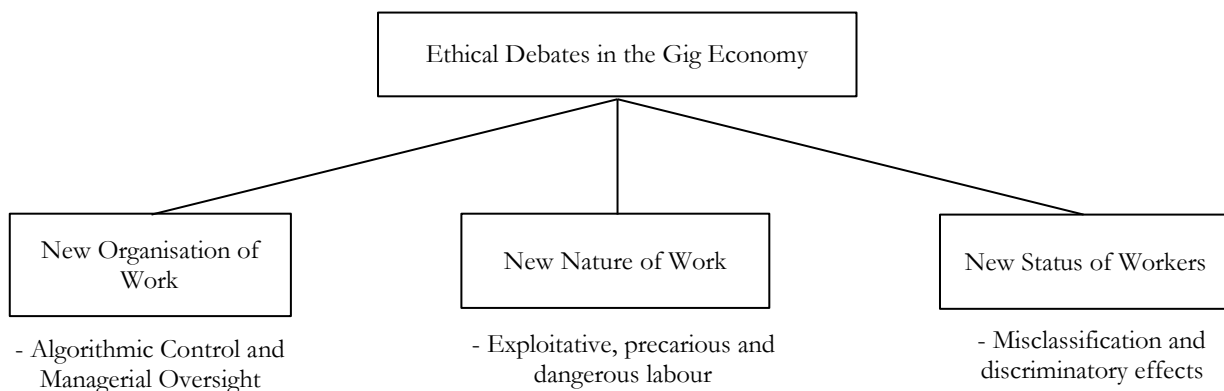 Ethical Debates in the Gig Economy
New Organisation of
Work
- Algorithmic Control and
Managerial Oversight
New Nature of Work
- Exploitative, precarious and
dangerous labour
New Status of Workers
- Misclassification and
discriminatory effects